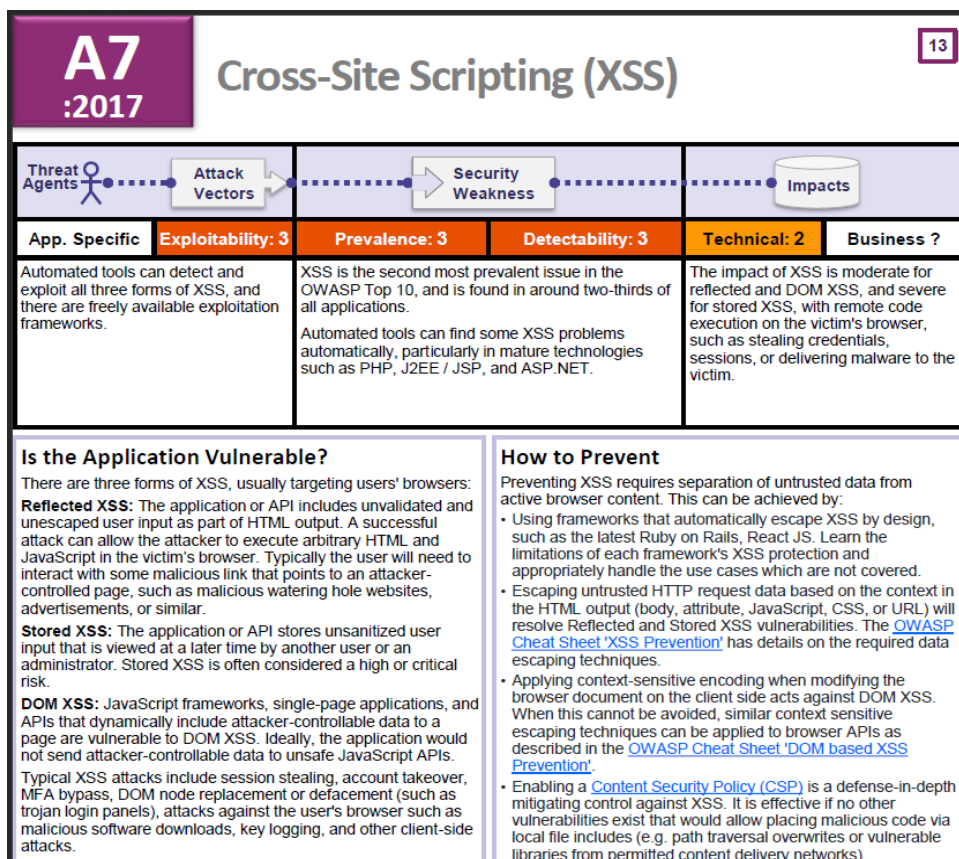 A7
:2017
Cross-Site Scripting (XSS)
13
Threat
Agents
Attack
Vectors
Security
Weakness
Impacts
App. Specific
Exploitability: 3
Prevalence: 3
Detectability: 3
Technical: 2
Business ?
Automated tools can detect and
exploit all three forms of XSS, and
there are freely available exploitation
frameworks.
XSS is the second most prevalent issue in the
OWASP Top 10, and is found in around two-thirds of
all applications.
Automated tools can find some XSS problems
automatically, particularly in mature technologies
such as PHP, J2EE / JSP, and ASP.NET.
The impact of XSS is moderate for
reflected and DOM XSS, and severe
for stored XSS, with remote code
execution on the victim's browser,
such as stealing credentials,
sessions, or delivering malware to the
victim.
Is the Application Vulnerable?
There are three forms of XSS, usually targeting users' browsers:
Reflected XSS: The application or API includes unvalidated and
unescaped user input as part of HTML output. A successful
attack can allow the attacker to execute arbitrary HTML and
JavaScript in the victim's browser. Typically the user will need to
interact with some malicious link that points to an attacker-
controlled page, such as malicious watering hole websites,
advertisements, or similar.
Stored XSS: The application or API stores unsanitized user
input that is viewed at a later time by another user or an
administrator. Stored XSS is often considered a high or critical
risk.
DOM XSS: JavaScript frameworks, single-page applications, and
APIs that dynamically include attacker-controllable data to a
page are vulnerable to DOM XSS. Ideally, the application would
not send attacker-controllable data to unsafe JavaScript APIs.
Typical XSS attacks include session stealing, account takeover,
MFA bypass, DOM node replacement or defacement (such as
trojan login panels), attacks against the user's browser such as
malicious software downloads, key logging, and other client-side
attacks.
How to Prevent
Preventing XSS requires separation of untrusted data from
active browser content. This can be achieved by:
• Using frameworks that automatically escape XSS by design,
such as the latest Ruby on Rails, React JS. Learn the
limitations of each framework's XSS protection and
appropriately handle the use cases which are not covered.
• Escaping untrusted HTTP request data based on the context in
the HTML output (body, attribute, JavaScript, CSS, or URL) will
resolve Reflected and Stored XSS vulnerabilities. The OWASP
Cheat Sheet 'XSS Prevention' has details on the required data
escaping techniques.
• Applying context-sensitive encoding when modifying the
browser document on the client side acts against DOM XSS.
When this cannot be avoided, similar context sensitive
escaping techniques can be applied to browser APIs as
described in the OWASP Cheat Sheet 'DOM based XSS
Prevention'.
• Enabling a Content Security Policy (CSP) is a defense-in-depth
mitigating control against XSS. It is effective if no other
vulnerabilities exist that would allow placing malicious code via
local file includes (e.g. path traversal overwrites or vulnerable
libraries from permitted content delivery networks)